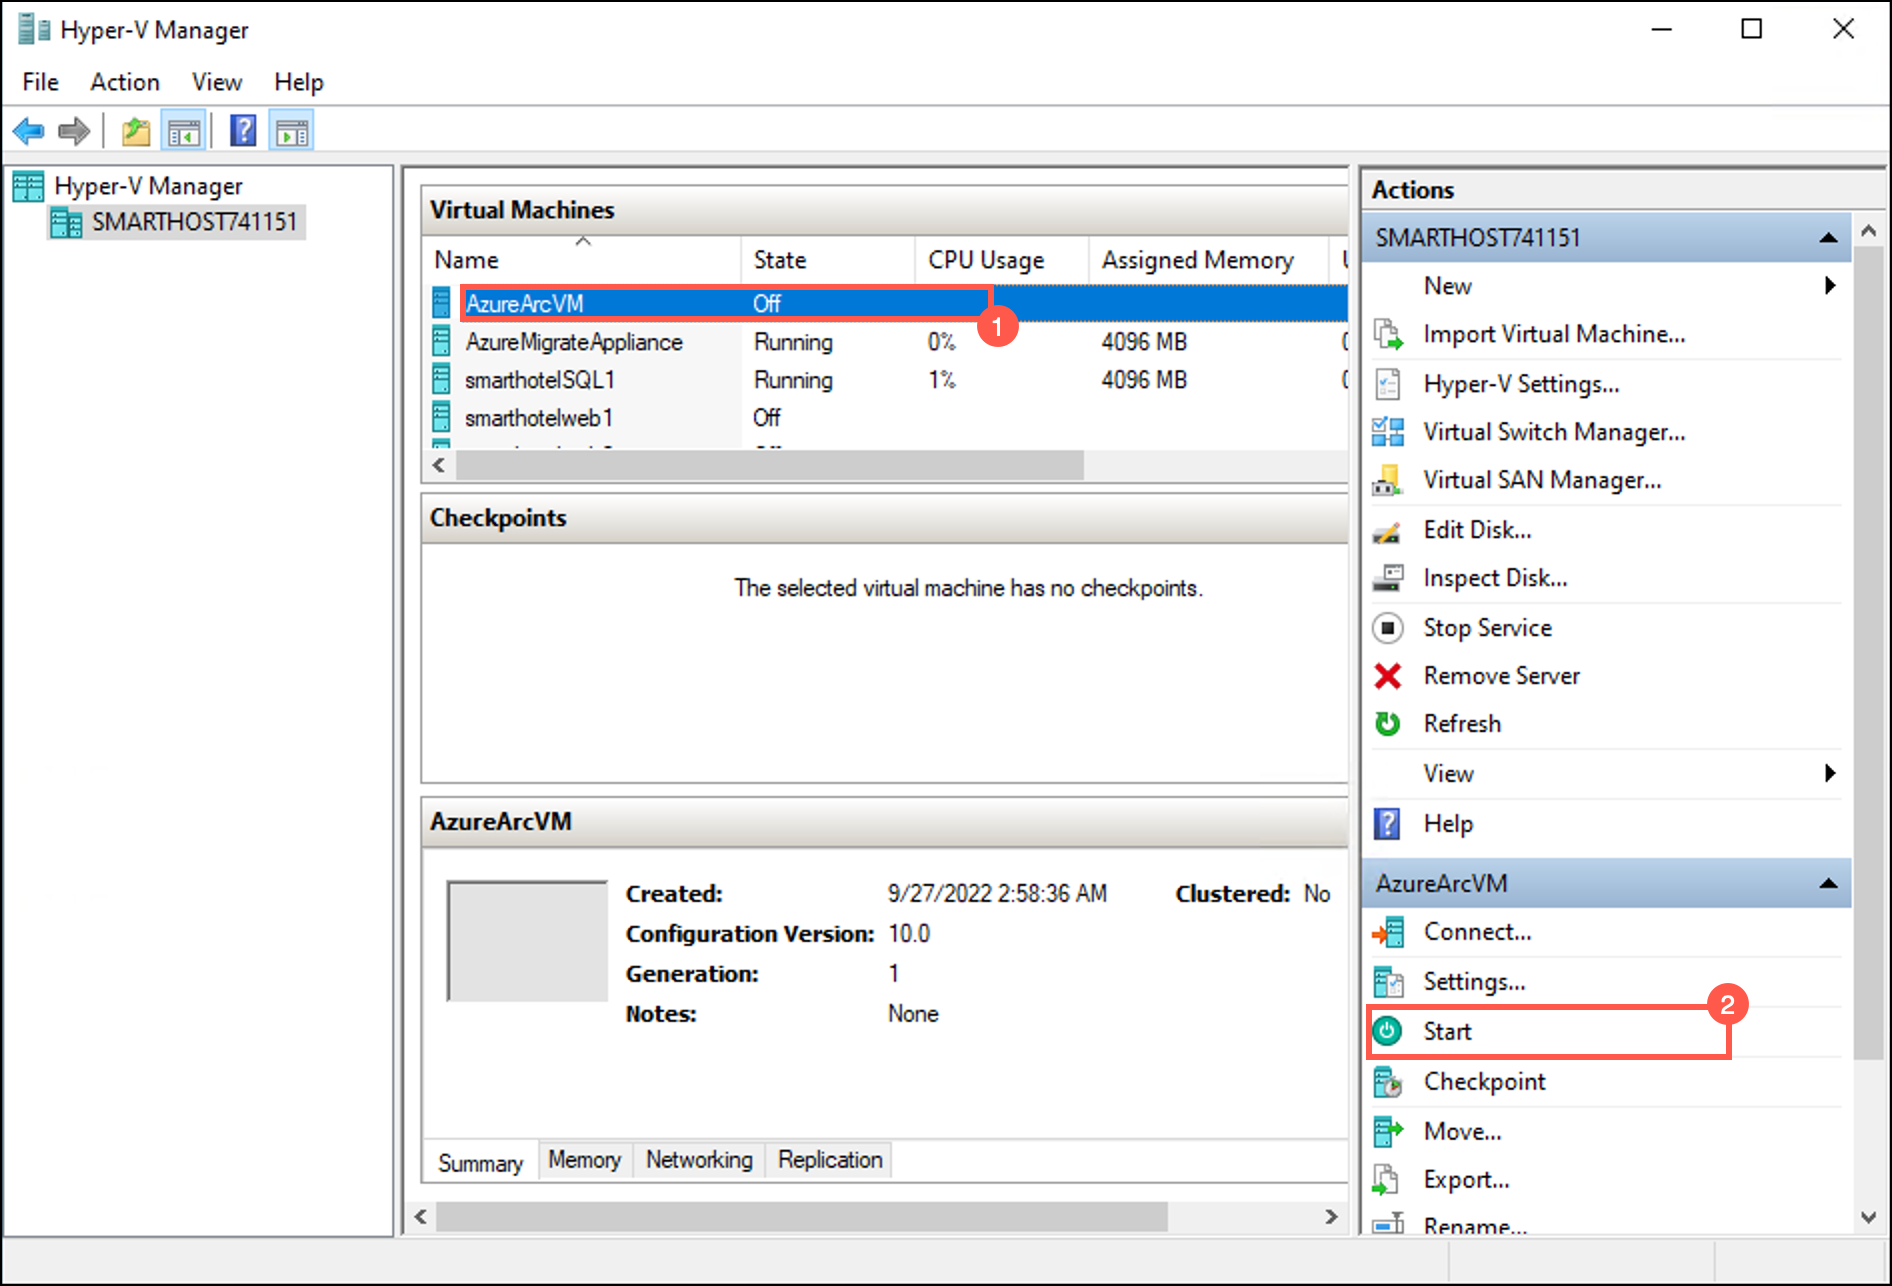 Hyper-V Manager
File Action View Help
Hyper-V Manager
SMARTHOST741151
Virtual Machines
Name State CPU Usage Assigned Memory
AzureArcVM Off
1
AzureMigrateAppliance Running 0% 4096 MB
smarthotelSQL1 Running 1% 4096 MB
smarthotelweb1 Off
Checkpoints
The selected virtual machine has no checkpoints.
AzureArcVM
Created: 9/27/2022 2:58:36 AM Clustered: No
Configuration Version: 10.0
Generation: 1
Notes: None
Summary Memory Networking Replication
Actions
SMARTHOST741151
New
Import Virtual Machine...
Hyper-V Settings...
Virtual Switch Manager...
Virtual SAN Manager...
Edit Disk...
Inspect Disk...
Stop Service
Remove Server
Refresh
View
Help
AzureArcVM
Connect...
Settings...
2
Start
Checkpoint
Move...
Export...
Rename...